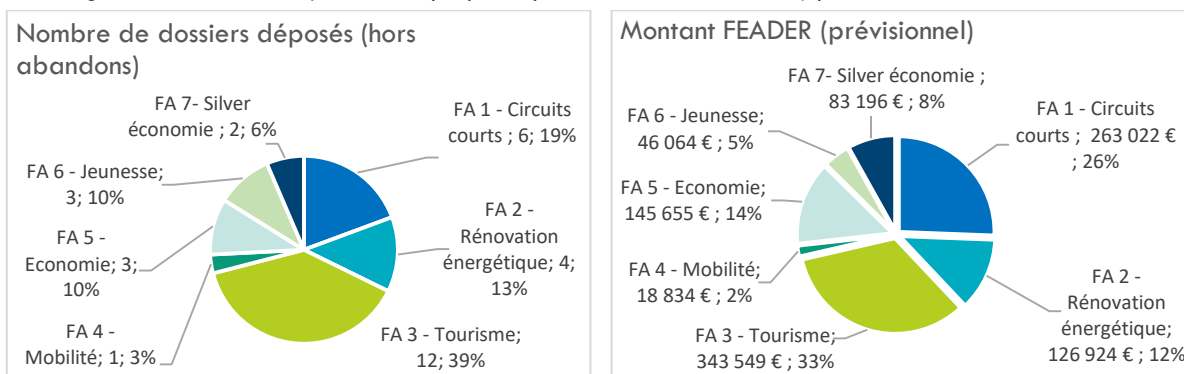 Nombre de dossiers déposés (hors
abandons)
FA 7- Silver
économie ; 2; 6%
FA 1 - Circuits
courts ; 6; 19%
FA 6 - Jeunesse;
3; 10%
FA 2 -
Rénovation
énergétique; 4;
13%
FA 5 -
Economie; 3;
10%
FA 4 -
Mobilité; 1; 3%
FA 3 - Tourisme;
12; 39%
Montant FEADER (prévisionnel)
FA 7- Silver économie ;
83 196 € ; 8%
FA 1 - Circuits
courts ; 263 022 €
; 26%
FA 6 - Jeunesse;
46 064 € ; 5%
FA 5 - Economie;
145 655 € ; 14%
FA 4 - Mobilité;
18 834 € ; 2%
FA 2 -
Rénovation
énergétique;
126 924 € ; 12%
FA 3 - Tourisme;
343 549 € ; 33%